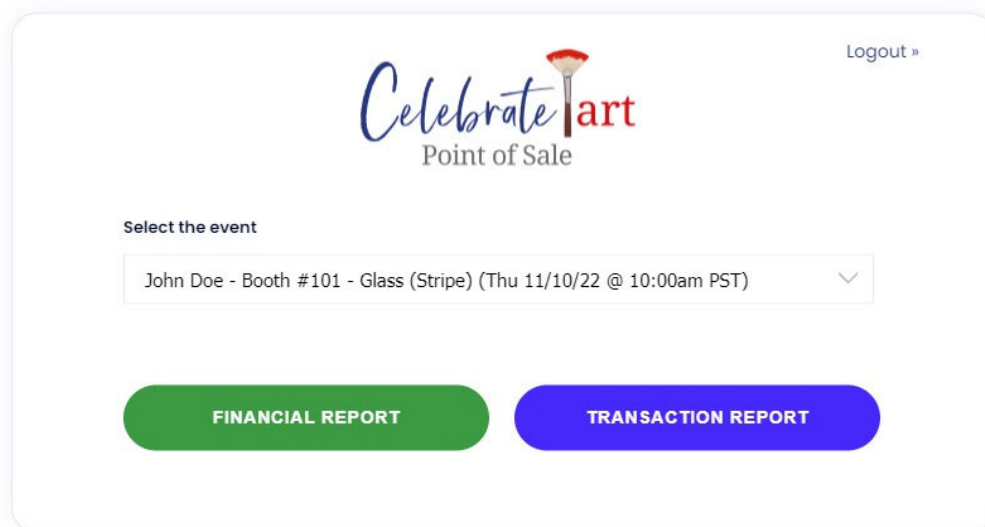 Logout »
Celebrate art
Point of Sale
Select the event
John Doe - Booth #101 - Glass (Stripe) (Thu 11/10/22 @ 10:00am PST)
FINANCIAL REPORT
TRANSACTION REPORT